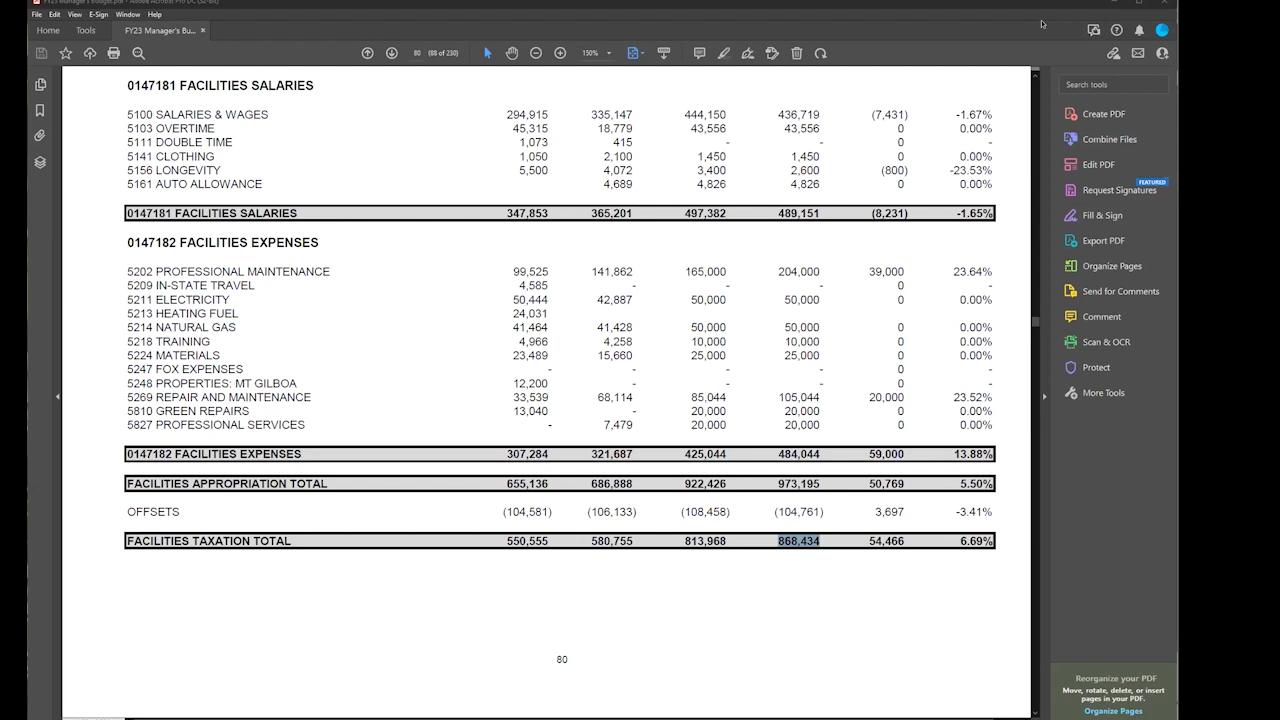 FY23 Manager's Budget.pdf - Adobe Acrobat Pro DC (32-bit)
File Edit View E-Sign Window Help
Home Tools FY23 Manager's Bu... ×
80 (88 of 230) 150%
Search tools
Create PDF
Combine Files
Edit PDF
FEATURED
Request Signatures
Fill & Sign
Export PDF
Organize Pages
Send for Comments
Comment
Scan & OCR
Protect
More Tools
0147181 FACILITIES SALARIES
5100 SALARIES & WAGES 294,915 335,147 444,150 436,719 (7,431) -1.67%
5103 OVERTIME 45,315 18,779 43,556 43,556 0 0.00%
5111 DOUBLE TIME 1,073 415 - - 0 -
5141 CLOTHING 1,050 2,100 1,450 1,450 0 0.00%
5156 LONGEVITY 5,500 4,072 3,400 2,600 (800) -23.53%
5161 AUTO ALLOWANCE 4,689 4,826 4,826 0 0.00%
0147181 FACILITIES SALARIES 347,853 365,201 497,382 489,151 (8,231) -1.65%
0147182 FACILITIES EXPENSES
5202 PROFESSIONAL MAINTENANCE 99,525 141,862 165,000 204,000 39,000 23.64%
5209 IN-STATE TRAVEL 4,585 - - - 0 -
5211 ELECTRICITY 50,444 42,887 50,000 50,000 0 0.00%
5213 HEATING FUEL 24,031
5214 NATURAL GAS 41,464 41,428 50,000 50,000 0 0.00%
5218 TRAINING 4,966 4,258 10,000 10,000 0 0.00%
5224 MATERIALS 23,489 15,660 25,000 25,000 0 0.00%
5247 FOX EXPENSES - - - - 0 -
5248 PROPERTIES: MT GILBOA 12,200 - - - 0 -
5269 REPAIR AND MAINTENANCE 33,539 68,114 85,044 105,044 20,000 23.52%
5810 GREEN REPAIRS 13,040 - 20,000 20,000 0 0.00%
5827 PROFESSIONAL SERVICES - 7,479 20,000 20,000 0 0.00%
0147182 FACILITIES EXPENSES 307,284 321,687 425,044 484,044 59,000 13.88%
FACILITIES APPROPRIATION TOTAL 655,136 686,888 922,426 973,195 50,769 5.50%
OFFSETS (104,581) (106,133) (108,458) (104,761) 3,697 -3.41%
FACILITIES TAXATION TOTAL 550,555 580,755 813,968 868,434 54,466 6.69%
80
Reorganize your PDF
Move, rotate, delete, or insert
pages in your PDF.
Organize Pages